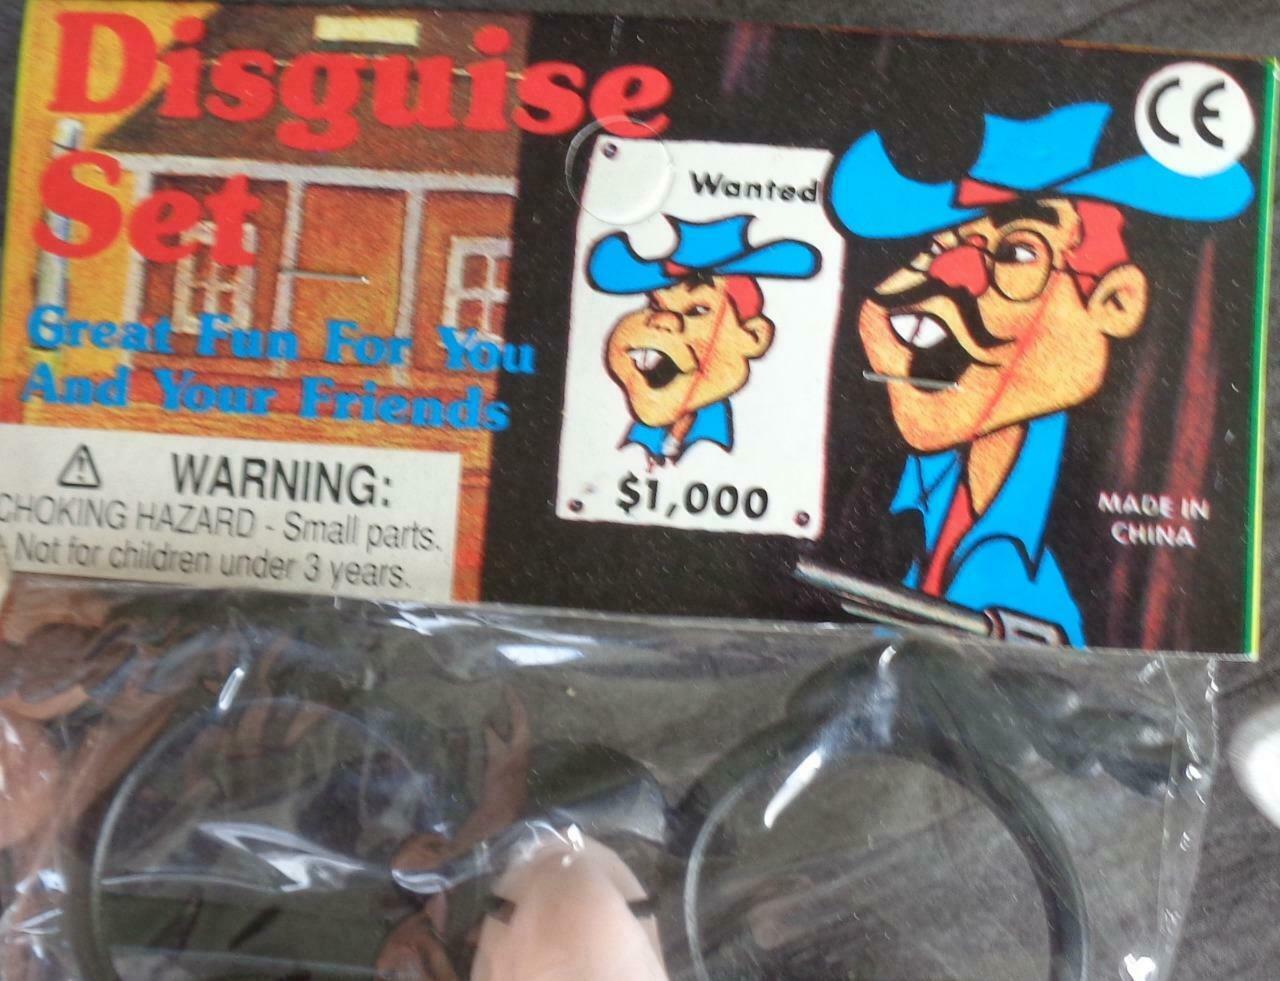 Disguise
Set
Great Fun For You
And Your Friends
WARNING:
CHOKING HAZARD - Small parts.
Not for children under 3 years.
Wanted
$1,000
CE
MADE IN
CHINA